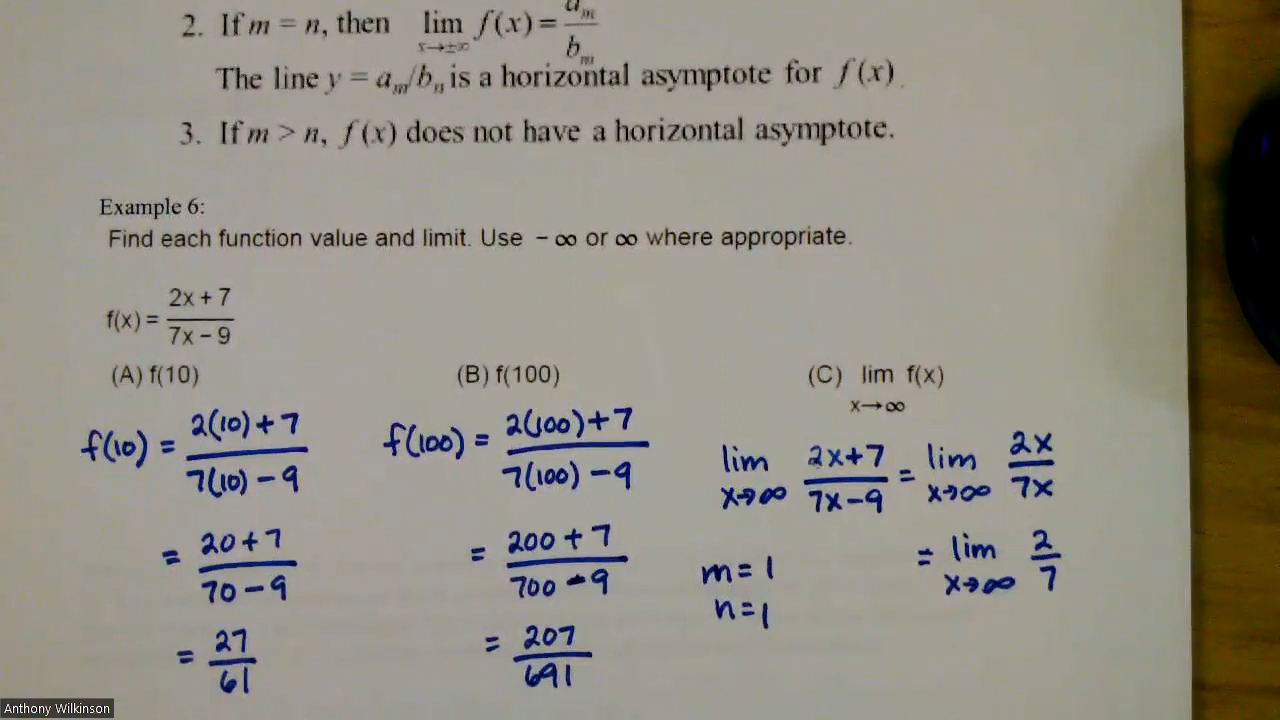 2. If m = n, then lim f(x) = a_m / b_m
x→±∞
The line y = a_m/b_n is a horizontal asymptote for f(x).
3. If m > n, f(x) does not have a horizontal asymptote.
Example 6:
Find each function value and limit. Use −∞ or ∞ where appropriate.
f(x) = (2x + 7)/(7x − 9)
(A) f(10)
f(10) = (2(10)+7)/(7(10)−9)
= (20+7)/(70−9)
= 27/61
(B) f(100)
f(100) = (2(100)+7)/(7(100)−9)
= (200+7)/(700−9)
= 207/691
(C) lim f(x)
x→∞
lim (2x+7)/(7x−9) = lim 2x/7x
x→∞ x→∞
m = 1
n = 1
= lim 2/7
x→∞
Anthony Wilkinson